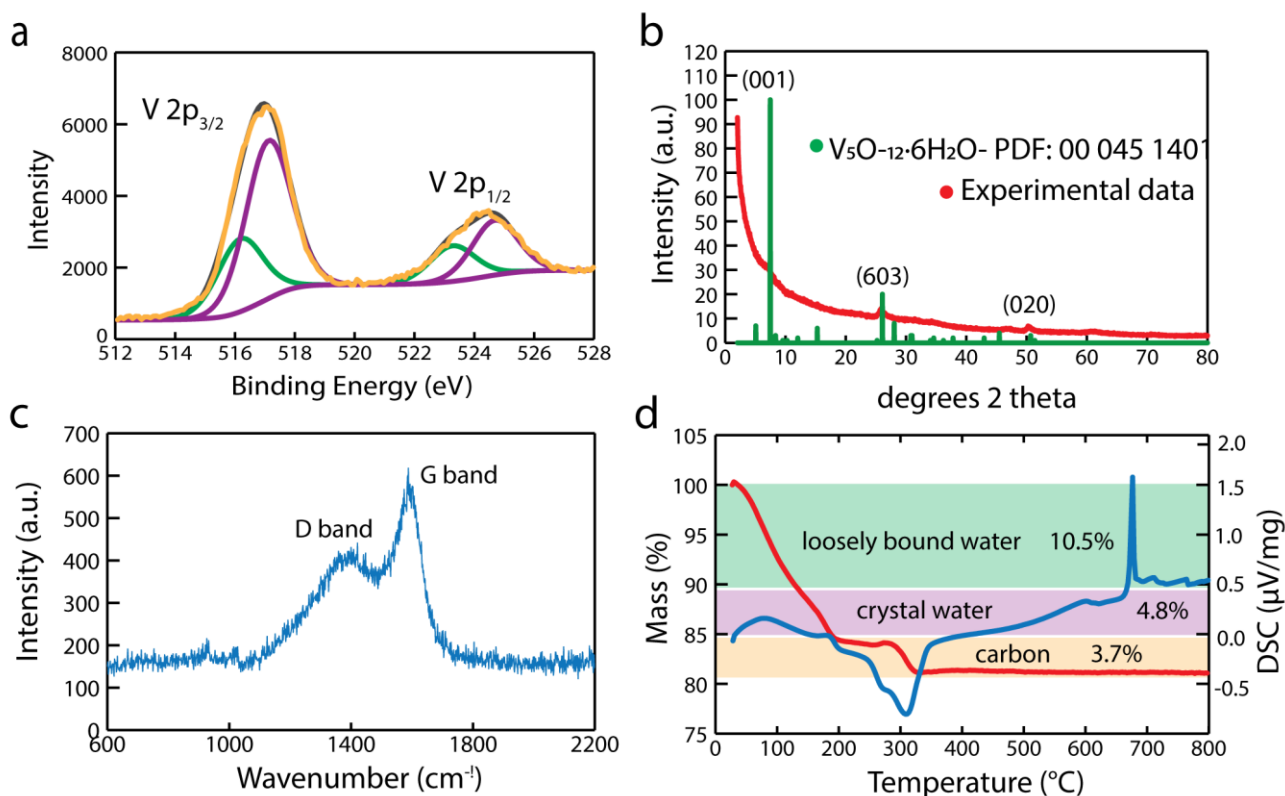 a
8000
6000
4000
2000
0
Intensity
V 2p3/2
V 2p1/2
512 514 516 518 520 522 524 526 528
Binding Energy (eV)
b
120
110
100
90
80
70
60
50
40
30
20
10
0
Intensity (a.u.)
(001)
V₅O-₁₂·6H₂O- PDF: 00 045 1401
Experimental data
(603)
(020)
0 10 20 30 40 50 60 70 80
degrees 2 theta
c
700
600
500
400
300
200
100
0
Intensity (a.u.)
G band
D band
600 1000 1400 1800 2200
Wavenumber (cm⁻¹)
d
105
100
95
90
85
80
75
Mass (%)
loosely bound water 10.5%
crystal water 4.8%
carbon 3.7%
2.0
1.5
1.0
0.5
0.0
-0.5
DSC (μV/mg)
0 100 200 300 400 500 600 700 800
Temperature (°C)